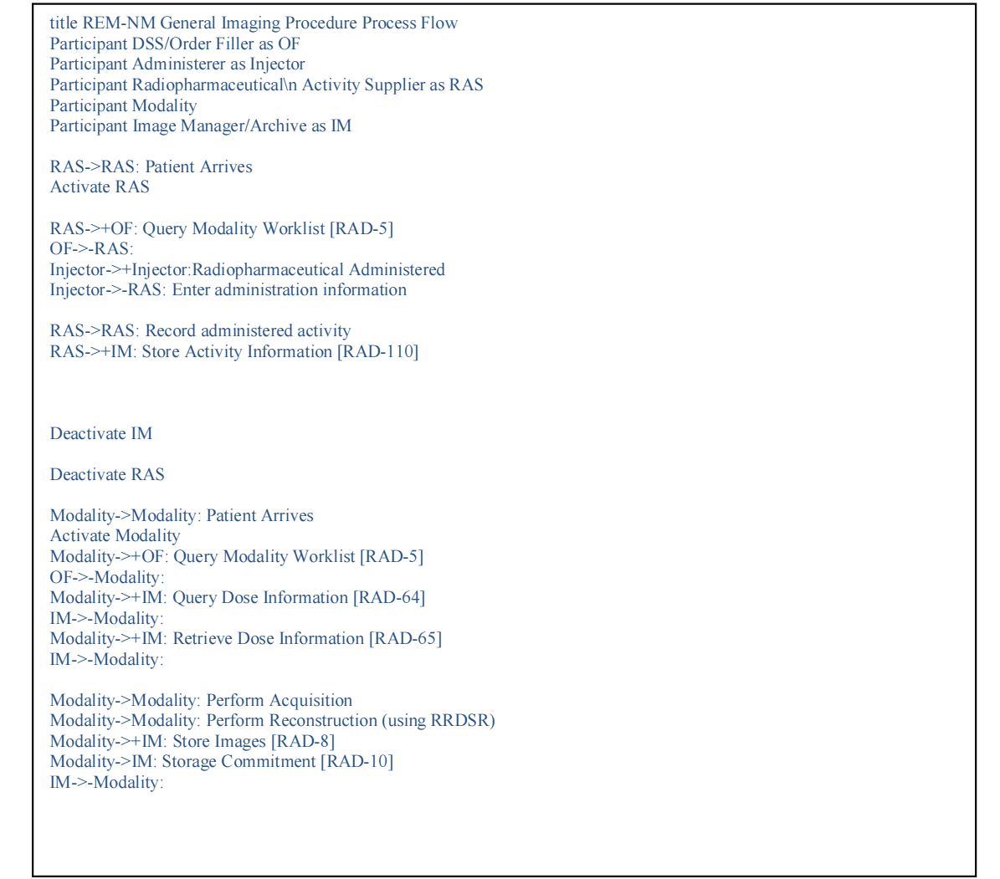 title REM-NM General Imaging Procedure Process Flow
Participant DSS/Order Filler as OF
Participant Administerer as Injector
Participant Radiopharmaceutical\n Activity Supplier as RAS
Participant Modality
Participant Image Manager/Archive as IM
RAS->RAS: Patient Arrives
Activate RAS
RAS->+OF: Query Modality Worklist [RAD-5]
OF->-RAS:
Injector->+Injector:Radiopharmaceutical Administered
Injector->-RAS: Enter administration information
RAS->RAS: Record administered activity
RAS->+IM: Store Activity Information [RAD-110]
Deactivate IM
Deactivate RAS
Modality->Modality: Patient Arrives
Activate Modality
Modality->+OF: Query Modality Worklist [RAD-5]
OF->-Modality:
Modality->+IM: Query Dose Information [RAD-64]
IM->-Modality:
Modality->+IM: Retrieve Dose Information [RAD-65]
IM->-Modality:
Modality->Modality: Perform Acquisition
Modality->Modality: Perform Reconstruction (using RRDSR)
Modality->+IM: Store Images [RAD-8]
Modality->IM: Storage Commitment [RAD-10]
IM->-Modality: